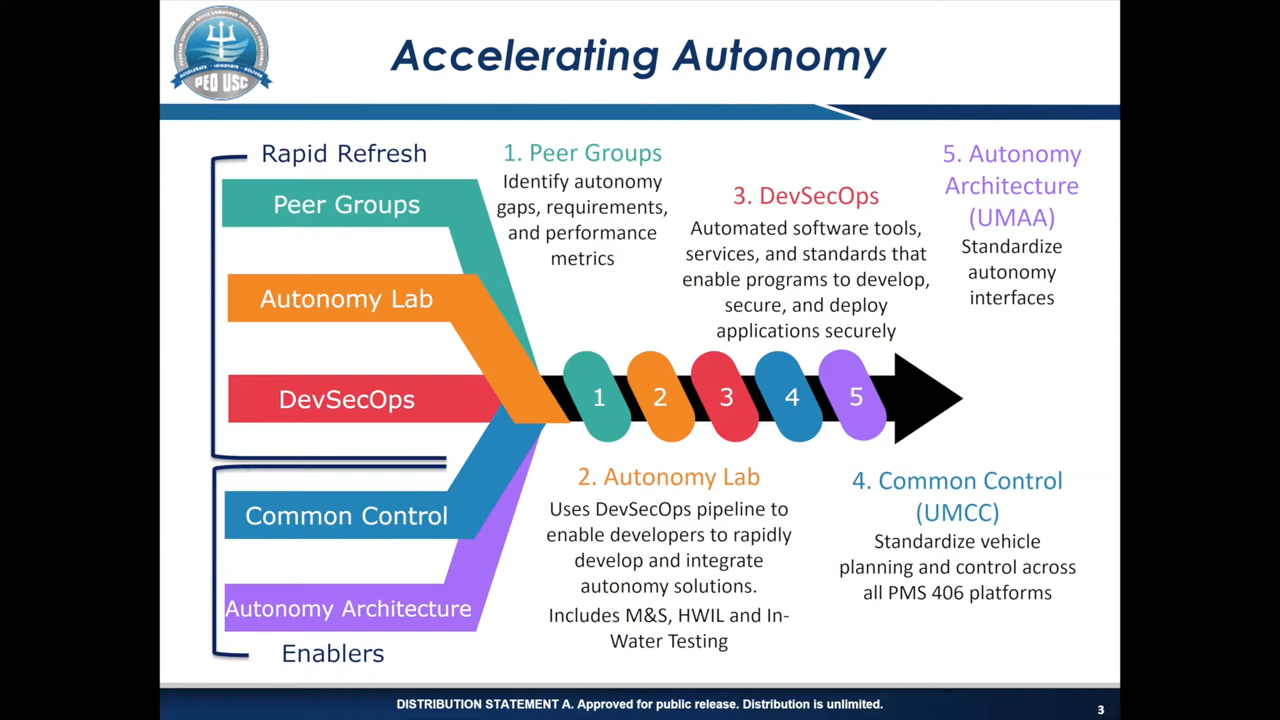 Accelerating Autonomy
PEO USC
ACCELERATE - INNOVATE - DELIVER
Rapid Refresh
Peer Groups
Autonomy Lab
DevSecOps
Common Control
Autonomy Architecture
Enablers
1. Peer Groups
Identify autonomy
gaps, requirements,
and performance
metrics
3. DevSecOps
Automated software tools,
services, and standards that
enable programs to develop,
secure, and deploy
applications securely
5. Autonomy
Architecture
(UMAA)
Standardize
autonomy
interfaces
1
2
3
4
5
2. Autonomy Lab
Uses DevSecOps pipeline to
enable developers to rapidly
develop and integrate
autonomy solutions.
Includes M&S, HWIL and In-
Water Testing
4. Common Control
(UMCC)
Standardize vehicle
planning and control across
all PMS 406 platforms
DISTRIBUTION STATEMENT A. Approved for public release. Distribution is unlimited.
3